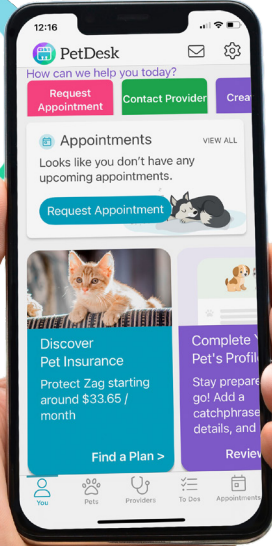 12:16
PetDesk
How can we help you today?
Request
Appointment
Contact Provider
Crea
Appointments
VIEW ALL
Looks like you don't have any
upcoming appointments.
Request Appointment
Discover
Pet Insurance
Protect Zag starting
around $33.65 /
month
Find a Plan >
Complete Y
Pet's Profil
Stay prepare
go! Add a
catchphrase
details, and
Review
You
Pets
Providers
To Dos
Appointments